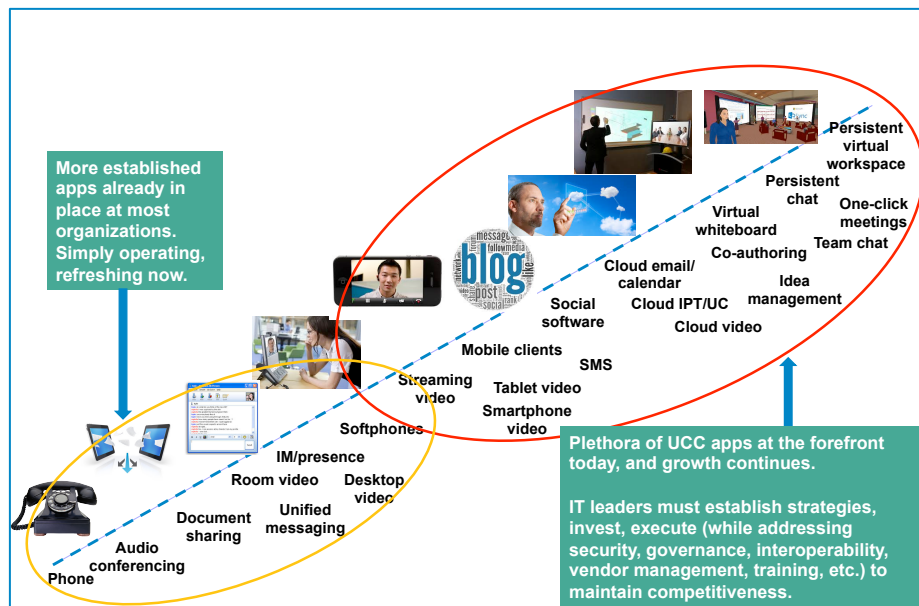 More established
apps already in
place at most
organizations.
Simply operating,
refreshing now.
Persistent
virtual
workspace
Persistent
chat
One-click
meetings
Virtual
whiteboard
Team chat
Co-authoring
Cloud email/
calendar
Idea
management
Social
software
Cloud IPT/UC
Cloud video
Mobile clients
SMS
Streaming
video
Tablet video
Smartphone
video
message
follow
media
network
blog
like
post
social
rank
Softphones
IM/presence
Room video
Desktop
video
Unified
messaging
Document
sharing
Audio
conferencing
Phone
Plethora of UCC apps at the forefront
today, and growth continues.
IT leaders must establish strategies,
invest, execute (while addressing
security, governance, interoperability,
vendor management, training, etc.) to
maintain competitiveness.